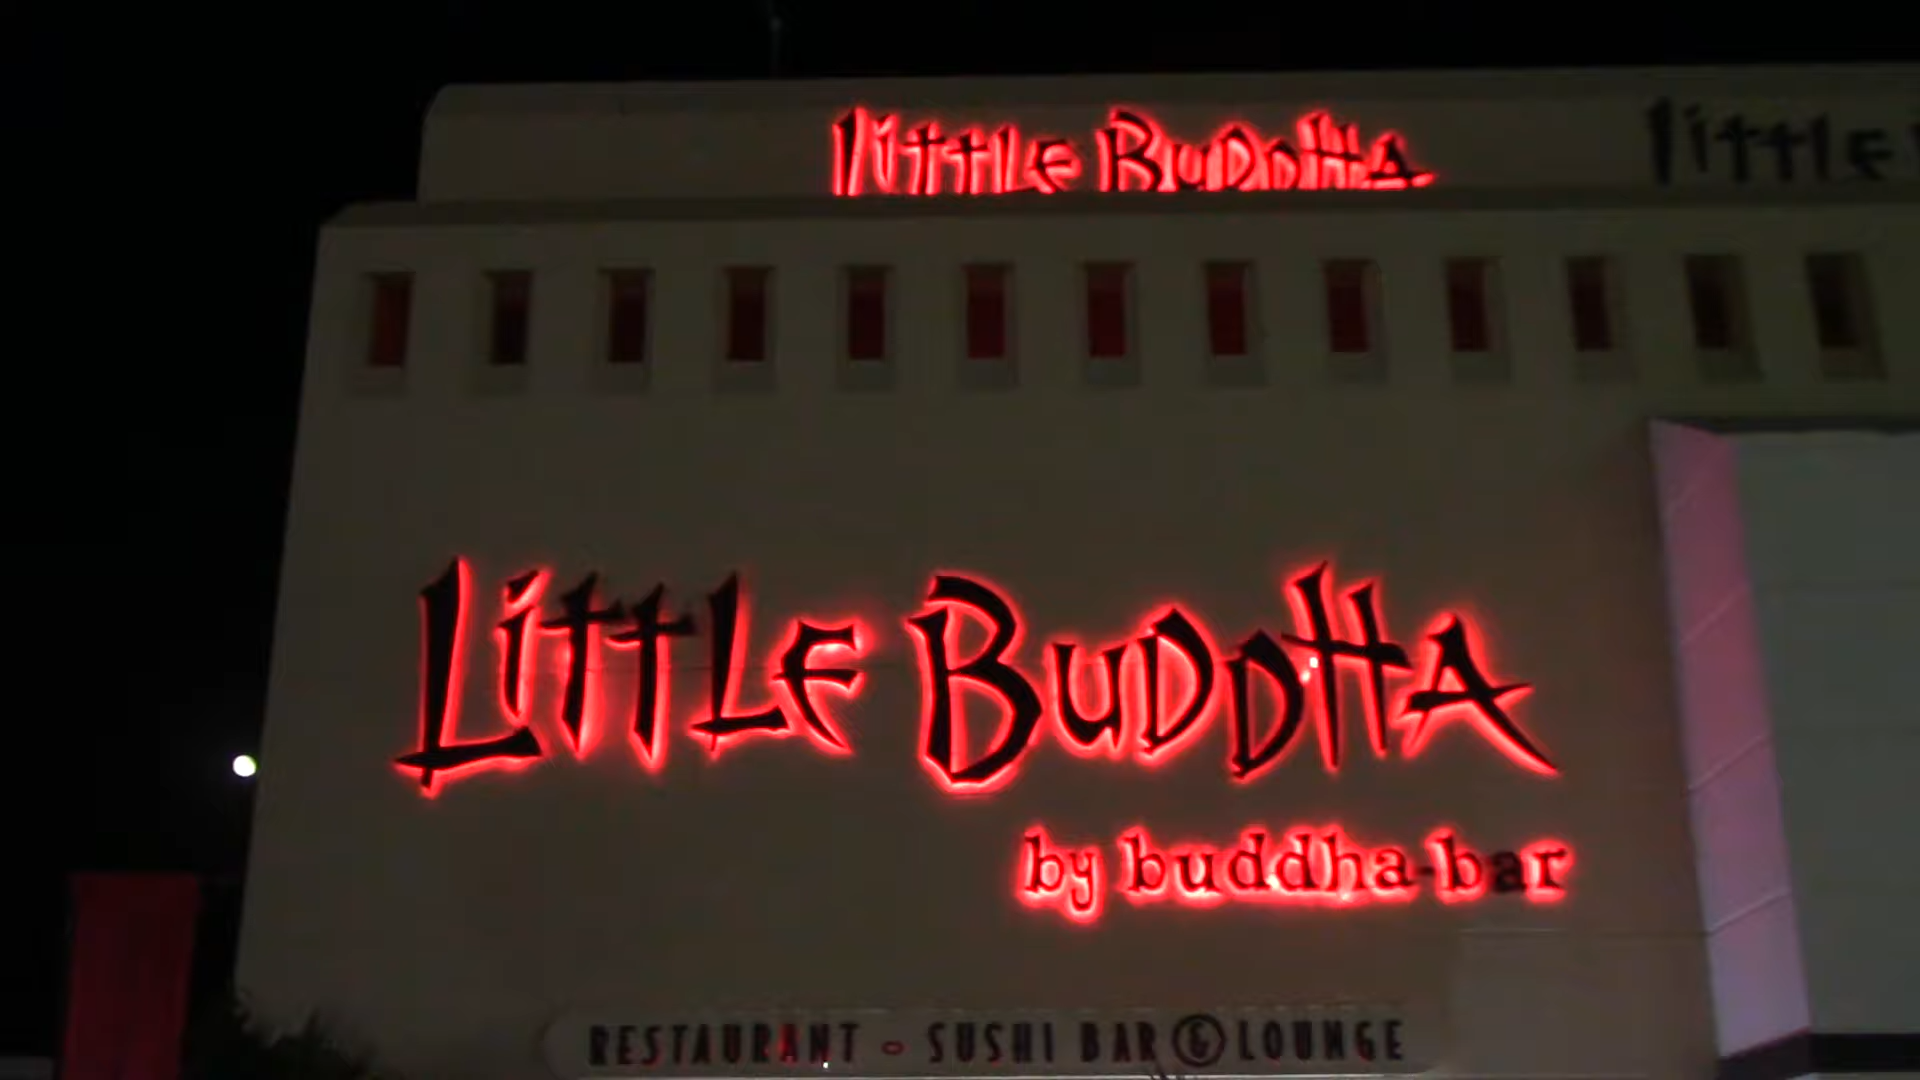 LittLE BuDDHA
LittLE
LittLE BuDDHA
by buddha-bar
RESTAURANT - SUSHI BAR & LOUNGE